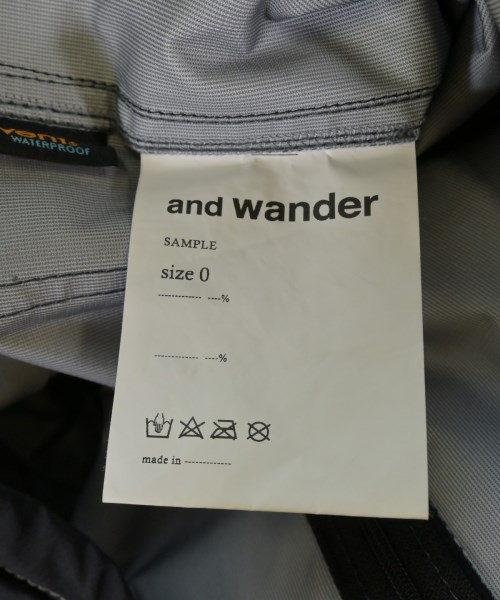 WATERPROOF
and wander
SAMPLE
size 0
------------- ----%
------------- ----%
made in -------------